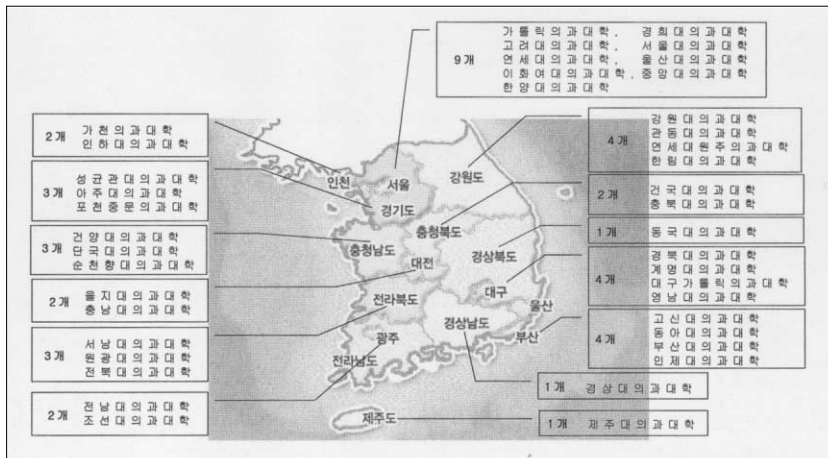 가톨릭의과대학, 경희대의과대학
고려대의과대학, 서울대의과대학
9개 연세대의과대학, 울산대의과대학
이화여대의과대학, 중앙대의과대학
한양대의과대학
2개
가천의과대학
인하대의과대학
3개
성균관대의과대학
아주대의과대학
포천중문의과대학
3개
건양대의과대학
단국대의과대학
순천향대의과대학
2개
을지대의과대학
충남대의과대학
3개
서남대의과대학
원광대의과대학
전북대의과대학
2개
전남대의과대학
조선대의과대학
인천
서울
강원도
경기도
충청북도
충청남도
경상북도
대전
대구
전라북도
울산
광주
경상남도
부산
전라남도
제주도
4개
강원대의과대학
관동대의과대학
연세대원주의과대학
한림대의과대학
2개
건국대의과대학
충북대의과대학
1개 동국대의과대학
4개
경북대의과대학
계명대의과대학
대구가톨릭의과대학
영남대의과대학
4개
고신대의과대학
동아대의과대학
부산대의과대학
인제대의과대학
1개 경상대의과대학
1개 제주대의과대학